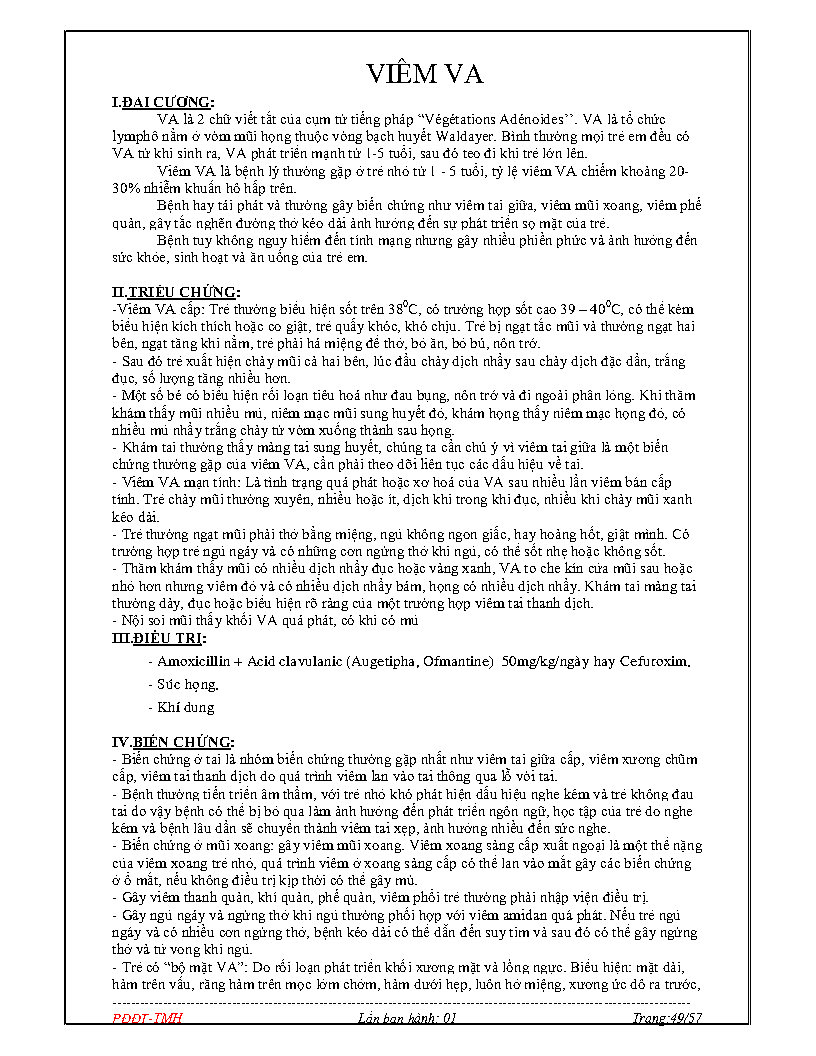 VIÊM VA
I.ĐẠI CƯƠNG:
VA là 2 chữ viết tắt của cụm từ tiếng pháp “Végétations Adénoides’’. VA là tổ chức
lymphô nằm ở vòm mũi họng thuộc vòng bạch huyết Waldayer. Bình thường mọi trẻ em đều có
VA từ khi sinh ra, VA phát triển mạnh từ 1-5 tuổi, sau đó teo đi khi trẻ lớn lên.
Viêm VA là bệnh lý thường gặp ở trẻ nhỏ từ 1 - 5 tuổi, tỷ lệ viêm VA chiếm khoảng 20-
30% nhiễm khuẩn hô hấp trên.
Bệnh hay tái phát và thường gây biến chứng như viêm tai giữa, viêm mũi xoang, viêm phế
quản, gây tắc nghẽn đường thở kéo dài ảnh hưởng đến sự phát triển sọ mặt của trẻ.
Bệnh tuy không nguy hiểm đến tính mạng nhưng gây nhiều phiền phức và ảnh hưởng đến
sức khỏe, sinh hoạt và ăn uống của trẻ em.
II.TRIỆU CHỨNG:
-Viêm VA cấp: Trẻ thường biểu hiện sốt trên 38⁰C, có trường hợp sốt cao 39 – 40⁰C, có thể kèm
biểu hiện kích thích hoặc co giật, trẻ quấy khóc, khó chịu. Trẻ bị ngạt tắc mũi và thường ngạt hai
bên, ngạt tăng khi nằm, trẻ phải há miệng để thở, bỏ ăn, bỏ bú, nôn trớ.
- Sau đó trẻ xuất hiện chảy mũi cả hai bên, lúc đầu chảy dịch nhầy sau chảy dịch đặc dần, trắng
đục, số lượng tăng nhiều hơn.
- Một số bé có biểu hiện rối loạn tiêu hoá như đau bụng, nôn trớ và đi ngoài phân lỏng. Khi thăm
khám thấy mũi nhiều mủ, niêm mạc mũi sung huyết đỏ, khám họng thấy niêm mạc họng đỏ, có
nhiều mủ nhầy trắng chảy từ vòm xuống thành sau họng.
- Khám tai thường thấy màng tai sung huyết, chúng ta cần chú ý vì viêm tai giữa là một biến
chứng thường gặp của viêm VA, cần phải theo dõi liên tục các dấu hiệu về tai.
- Viêm VA mạn tính: Là tình trạng quá phát hoặc xơ hoá của VA sau nhiều lần viêm bán cấp
tính. Trẻ chảy mũi thường xuyên, nhiều hoặc ít, dịch khi trong khi đục, nhiều khi chảy mũi xanh
kéo dài.
- Trẻ thường ngạt mũi phải thở bằng miệng, ngủ không ngon giấc, hay hoảng hốt, giật mình. Có
trường hợp trẻ ngủ ngáy và có những cơn ngừng thở khi ngủ, có thể sốt nhẹ hoặc không sốt.
- Thăm khám thấy mũi có nhiều dịch nhầy đục hoặc vàng xanh, VA to che kín cửa mũi sau hoặc
nhỏ hơn nhưng viêm đỏ và có nhiều dịch nhầy bám, họng có nhiều dịch nhầy. Khám tai màng tai
thường dày, đục hoặc biểu hiện rõ ràng của một trường hợp viêm tai thanh dịch.
- Nội soi mũi thấy khối VA quá phát, có khi có mủ
III.ĐIỀU TRỊ:
- Amoxicillin + Acid clavulanic (Augetipha, Ofmantine)  50mg/kg/ngày hay Cefuroxim.
- Súc họng.
- Khí dung
IV.BIẾN CHỨNG:
- Biến chứng ở tai là nhóm biến chứng thường gặp nhất như viêm tai giữa cấp, viêm xương chũm
cấp, viêm tai thanh dịch do quá trình viêm lan vào tai thông qua lỗ vòi tai.
- Bệnh thường tiến triển âm thầm, với trẻ nhỏ khó phát hiện dấu hiệu nghe kém và trẻ không đau
tai do vậy bệnh có thể bị bỏ qua làm ảnh hưởng đến phát triển ngôn ngữ, học tập của trẻ do nghe
kém và bệnh lâu dần sẽ chuyển thành viêm tai xẹp, ảnh hưởng nhiều đến sức nghe.
- Biến chứng ở mũi xoang: gây viêm mũi xoang. Viêm xoang sàng cấp xuất ngoại là một thể nặng
của viêm xoang trẻ nhỏ, quá trình viêm ở xoang sàng cấp có thể lan vào mắt gây các biến chứng
ở ổ mắt, nếu không điều trị kịp thời có thể gây mù.
- Gây viêm thanh quản, khí quản, phế quản, viêm phổi trẻ thường phải nhập viện điều trị.
- Gây ngủ ngáy và ngừng thở khi ngủ thường phối hợp với viêm amidan quá phát. Nếu trẻ ngủ
ngáy và có nhiều cơn ngừng thở, bệnh kéo dài có thể dẫn đến suy tim và sau đó có thể gây ngừng
thở và tử vong khi ngủ.
- Trẻ có “bộ mặt VA”: Do rối loạn phát triển khối xương mặt và lồng ngực. Biểu hiện: mặt dài,
hàm trên vẩu, răng hàm trên mọc lởm chởm, hàm dưới hẹp, luôn hở miệng, xương ức dô ra trước,
PĐĐT-TMH Lần ban hành: 01 Trang:49/57